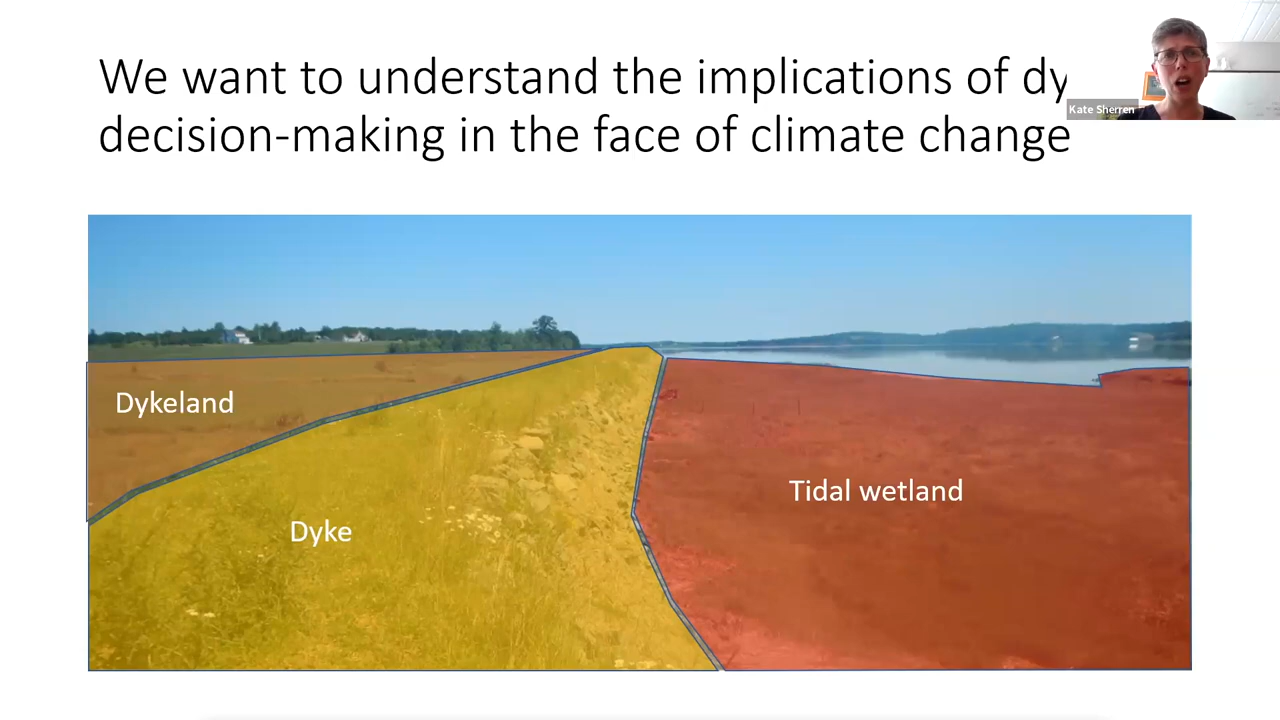 We want to understand the implications of dy
decision-making in the face of climate change
Kate Sherren
Dykeland
Tidal wetland
Dyke